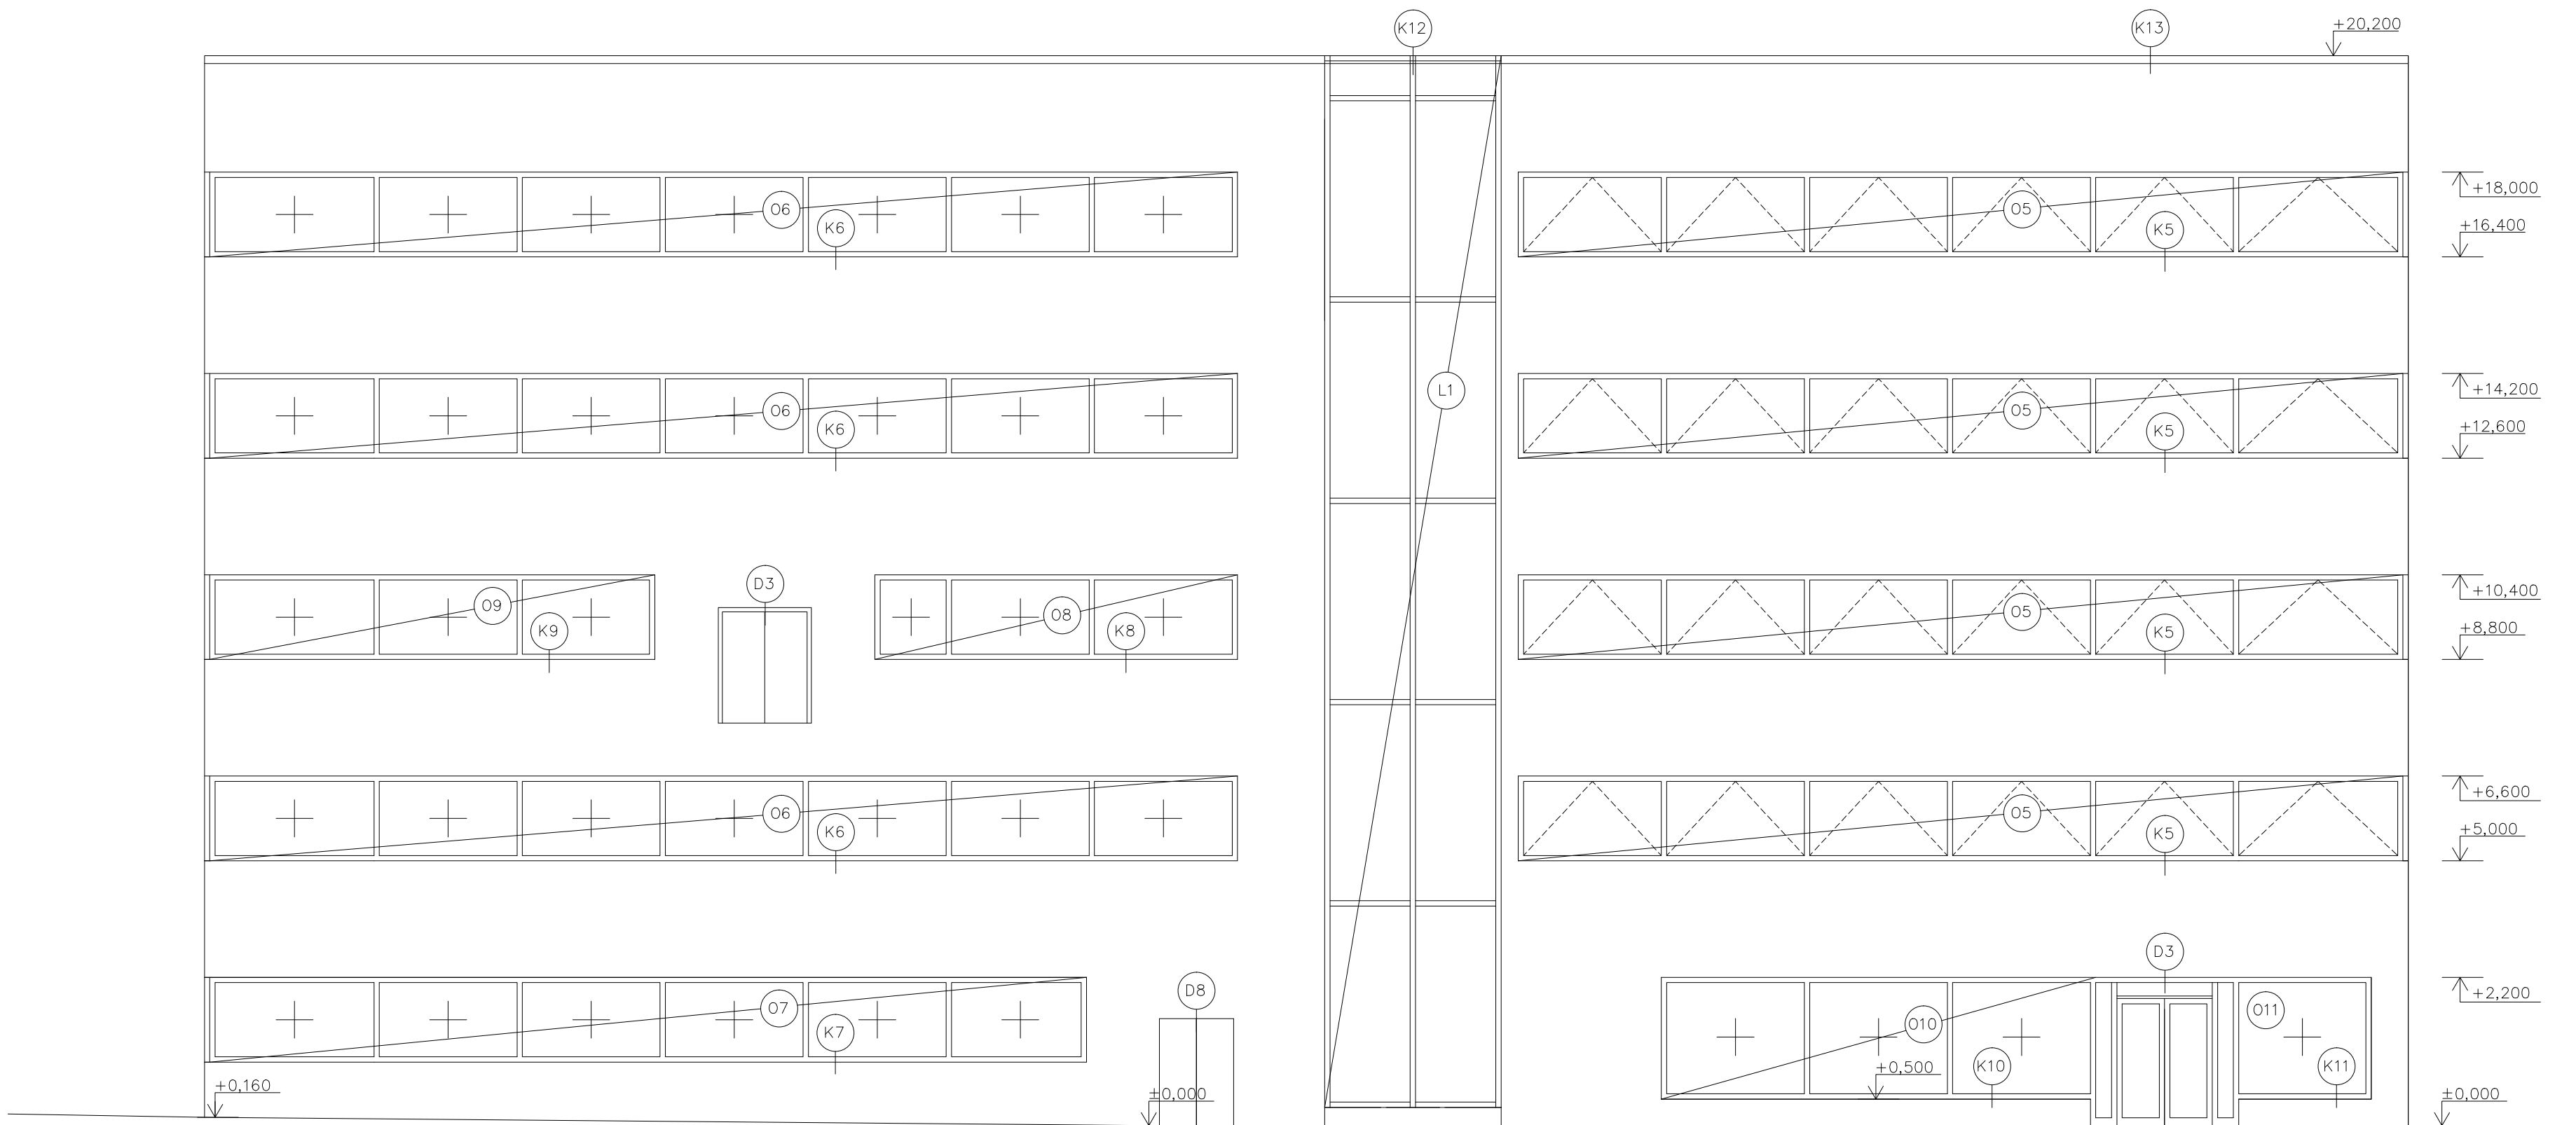 K12
K13
+20,200
+18,000
O6
O5
K6
K5
+16,400
+14,200
L1
O6
O5
K6
K5
+12,600
+10,400
D3
O9
O8
O5
K9
K8
K5
+8,800
+6,600
O6
O5
K6
K5
+5,000
D3
+2,200
D8
O7
O10
O11
K7
K10
K11
+0,500
+0,160
±0,000
±0,000